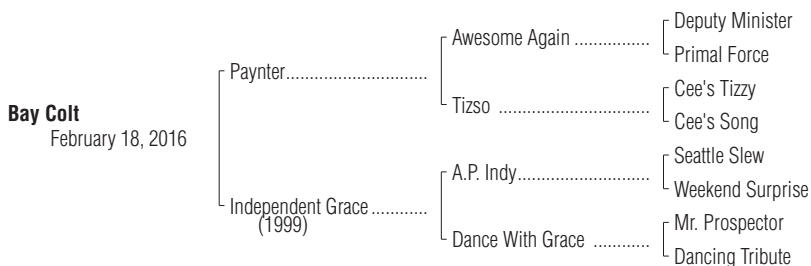 Deputy Minister
Awesome Again ...............
Primal Force
Paynter............................
Cee's Tizzy
Tizso ..............................
Cee's Song
Bay Colt
February 18, 2016
Seattle Slew
A.P. Indy..........................
Weekend Surprise
Independent Grace ...........
(1999)
Mr. Prospector
Dance With Grace ...........
Dancing Tribute